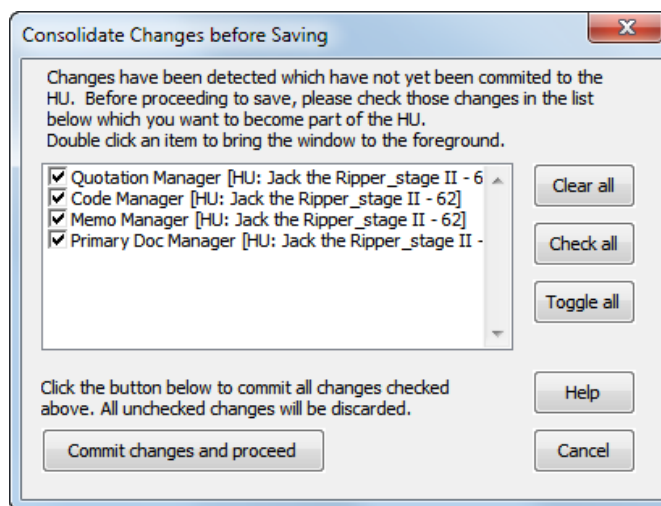 Consolidate Changes before Saving
Changes have been detected which have not yet been commited to the
HU. Before proceeding to save, please check those changes in the list
below which you want to become part of the HU.
Double click an item to bring the window to the foreground.
Quotation Manager [HU: Jack the Ripper_stage II - 6
Code Manager [HU: Jack the Ripper_stage II - 62]
Memo Manager [HU: Jack the Ripper_stage II - 62]
Primary Doc Manager [HU: Jack the Ripper_stage II -
Clear all
Check all
Toggle all
Click the button below to commit all changes checked
above. All unchecked changes will be discarded.
Help
Commit changes and proceed
Cancel